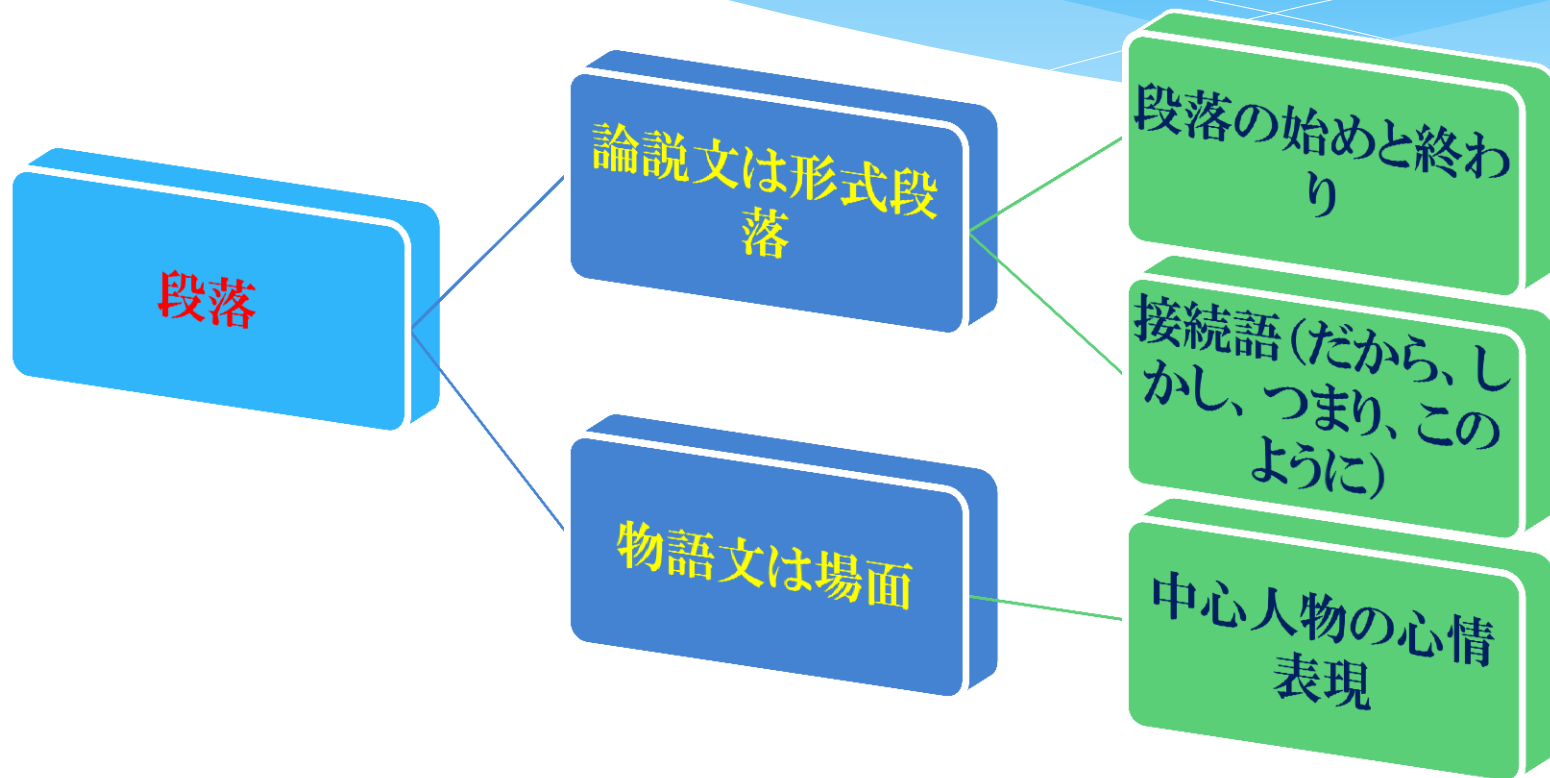 段落
論説文は形式段
落
物語文は場面
段落の始めと終わ
り
接続語(だから、し
かし、つまり、この
ように)
中心人物の心情
表現